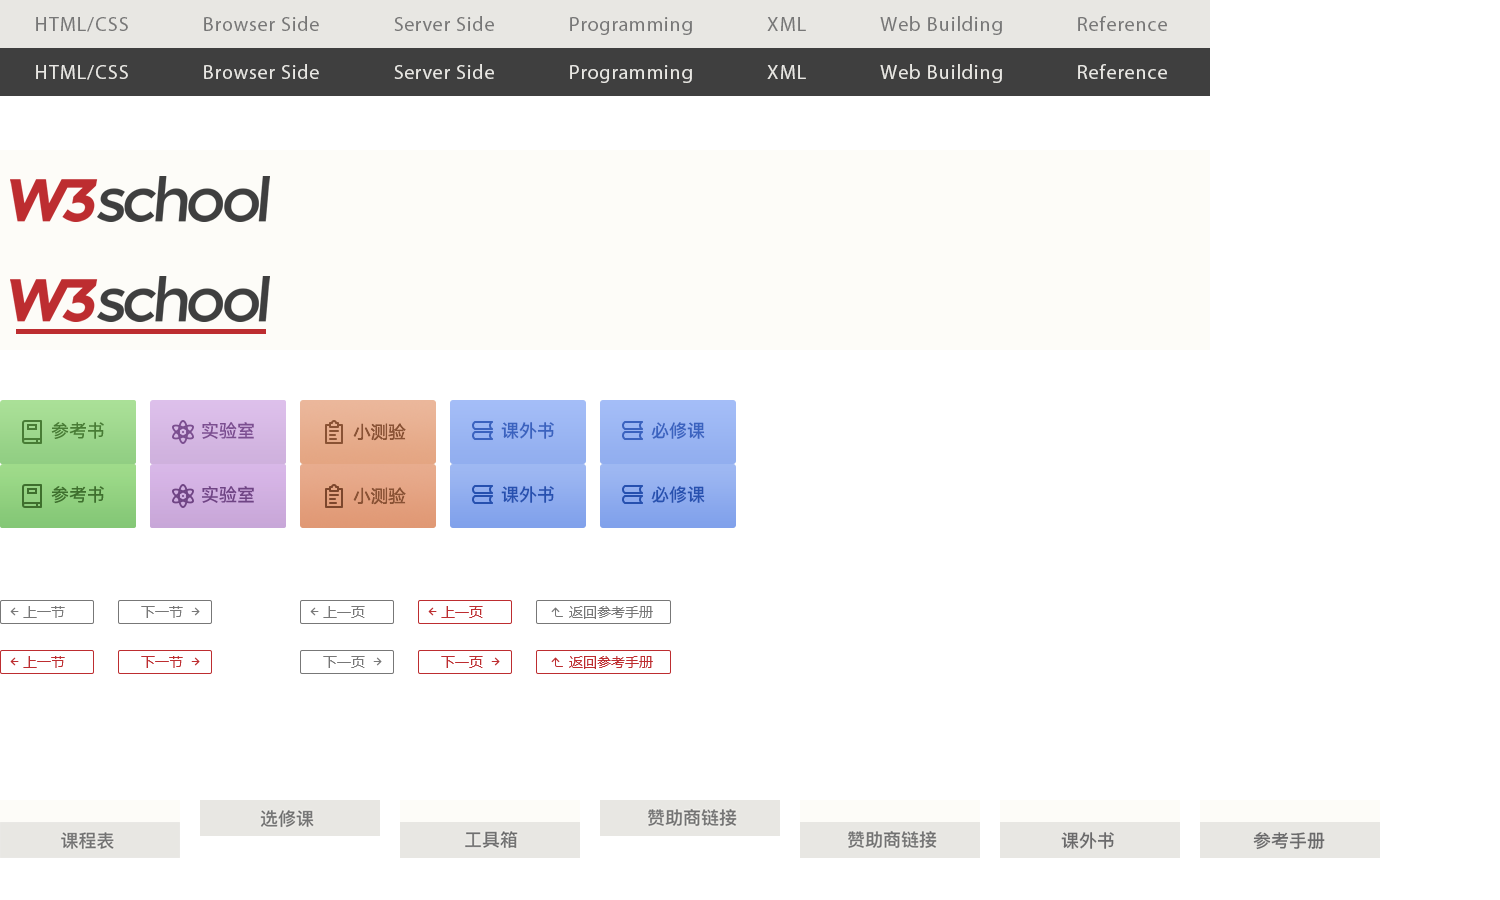 HTML/CSS Browser Side Server Side Programming XML Web Building Reference
HTML/CSS Browser Side Server Side Programming XML Web Building Reference
W3school
W3school
参考书 实验室 小测验 课外书 必修课
参考书 实验室 小测验 课外书 必修课
上一节 下一节 上一页 上一页 返回参考手册
上一节 下一节 下一页 下一页 返回参考手册
选修课 赞助商链接
课程表 工具箱 赞助商链接 课外书 参考手册